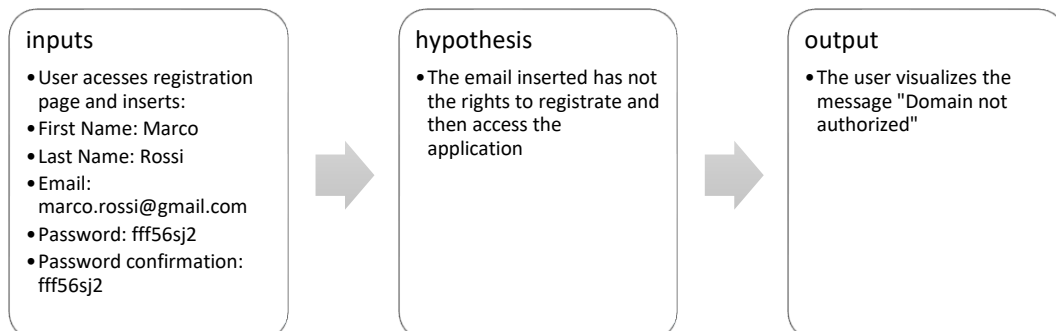 inputs
•User acesses registration
page and inserts:
•First Name: Marco
•Last Name: Rossi
•Email:
marco.rossi@gmail.com
•Password: fff56sj2
•Password confirmation:
fff56sj2
hypothesis
•The email inserted has not
the rights to registrate and
then access the
application
output
•The user visualizes the
message "Domain not
authorized"